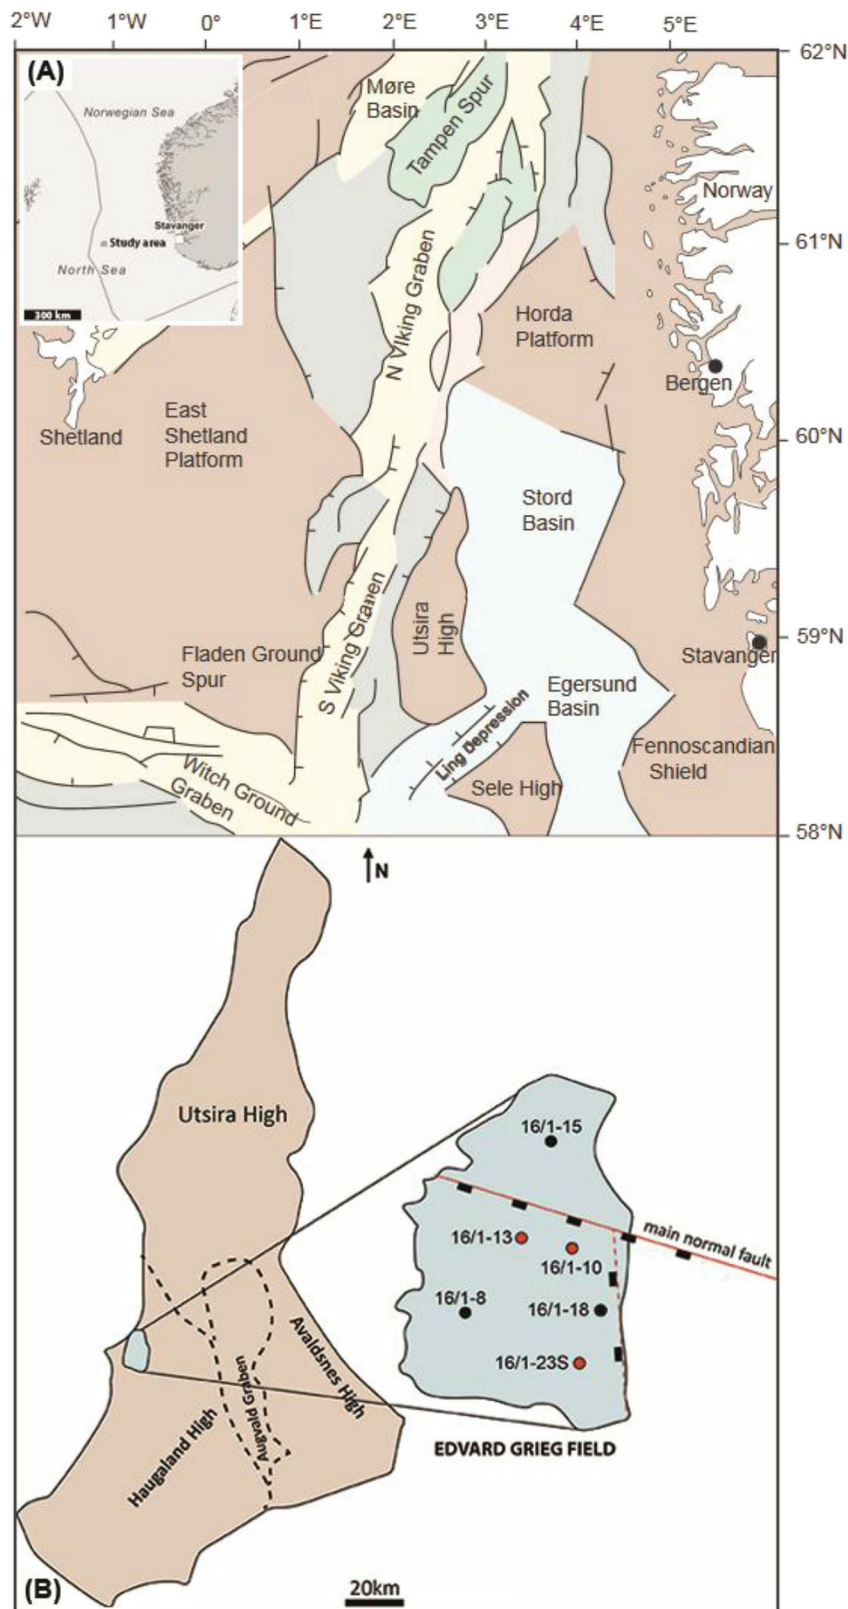 2°W 1°W 0° 1°E 2°E 3°E 4°E 5°E
62°N
(A)
Norwegian Sea
Stavanger
Study area
North Sea
300 km
Møre
Basin
Tampen Spur
Norway
61°N
N Viking Graben
Horda
Platform
Bergen
Shetland
East
Shetland
Platform
60°N
Stord
Basin
Utsira
High
59°N
Stavanger
Fladen Ground
Spur
S Viking Graben
Egersund
Basin
Ling Depression
Fennoscandian
Shield
Witch Ground
Graben
Sele High
58°N
N
Utsira High
16/1-15
main normal fault
16/1-13
16/1-10
16/1-8
16/1-18
16/1-23S
Avaldsnes High
Augvald Graben
Haugaland High
EDVARD GRIEG FIELD
(B)
20km